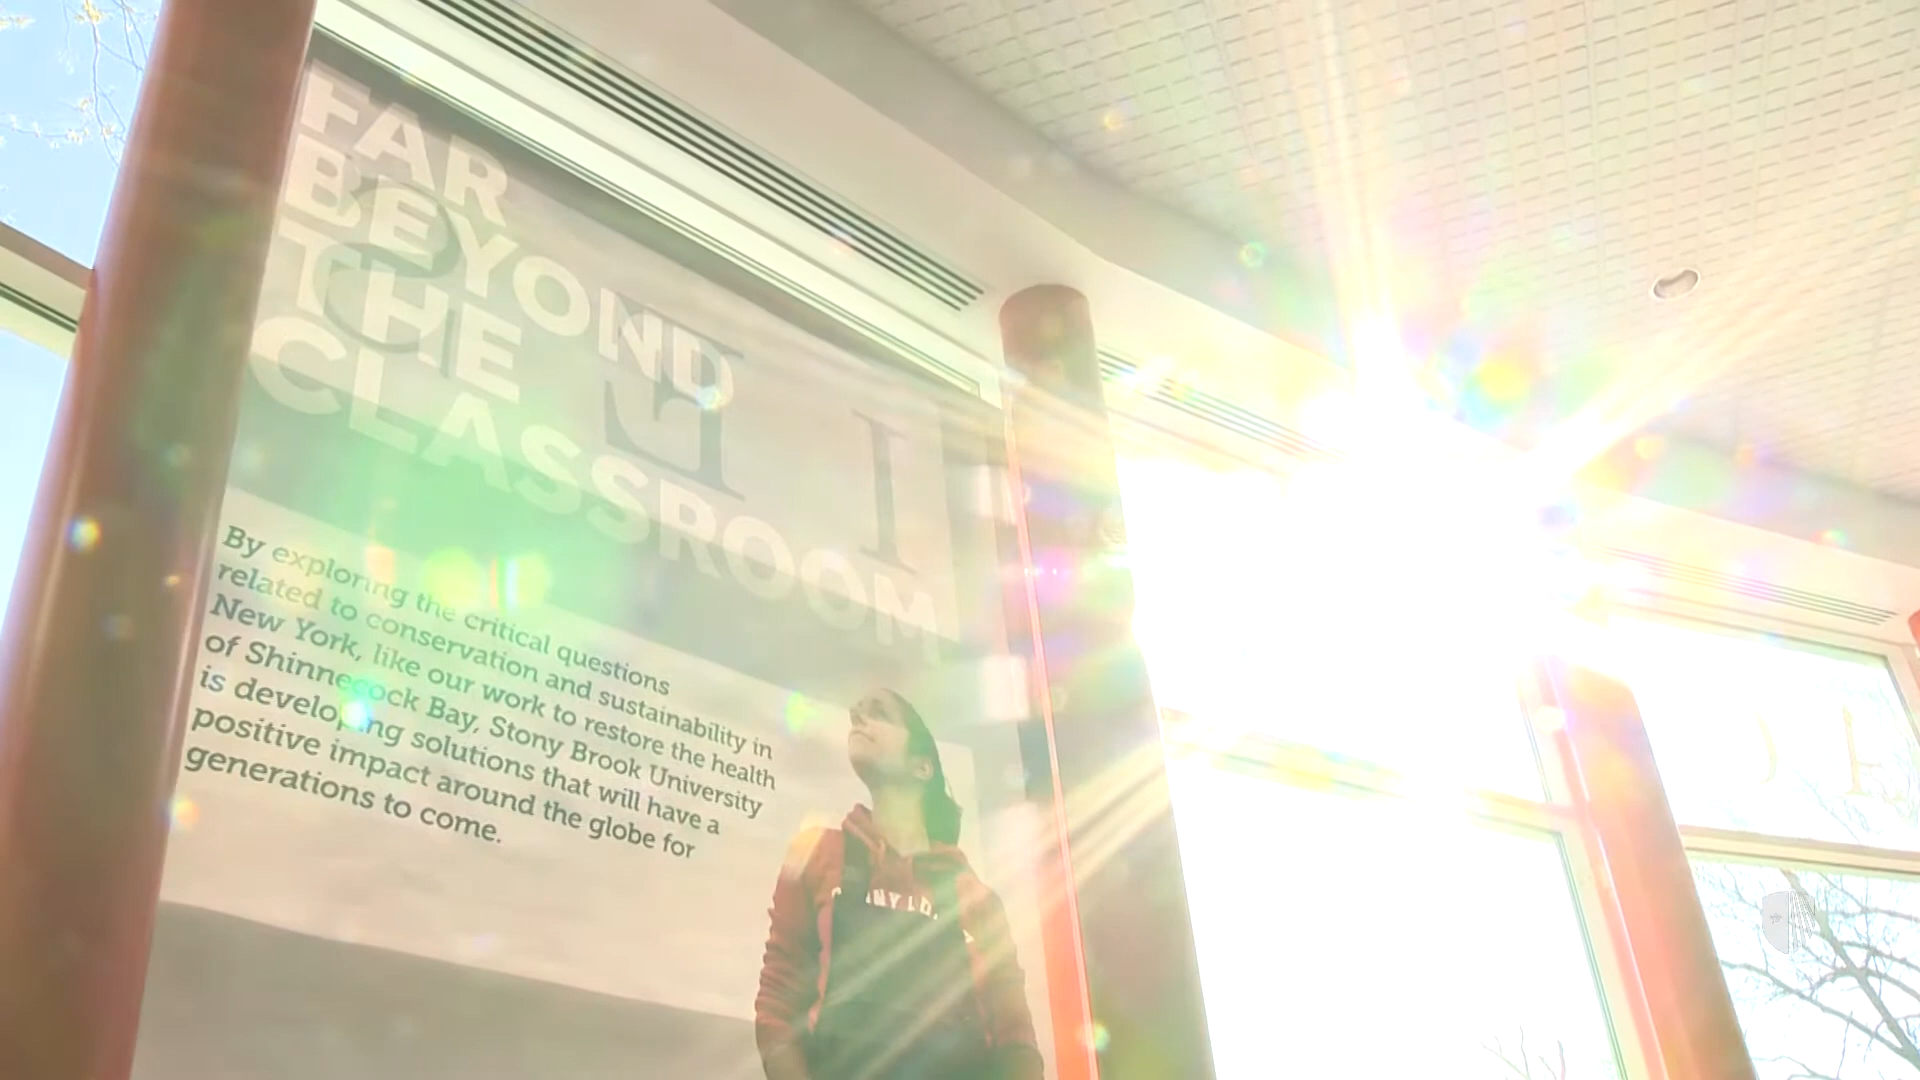 FAR
BEYOND
THE
CLASSROOM
By exploring the critical questions
related to conservation and sustainability in
New York, like our work to restore the health
of Shinnecock Bay, Stony Brook University
is developing solutions that will have a
positive impact around the globe for
generations to come.